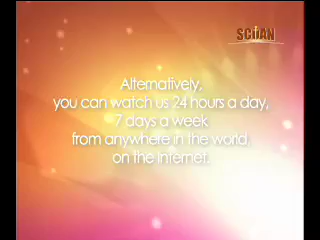 SCIJAN
Alternatively,
you can watch us 24 hours a day,
7 days a week
from anywhere in the world
on the internet.